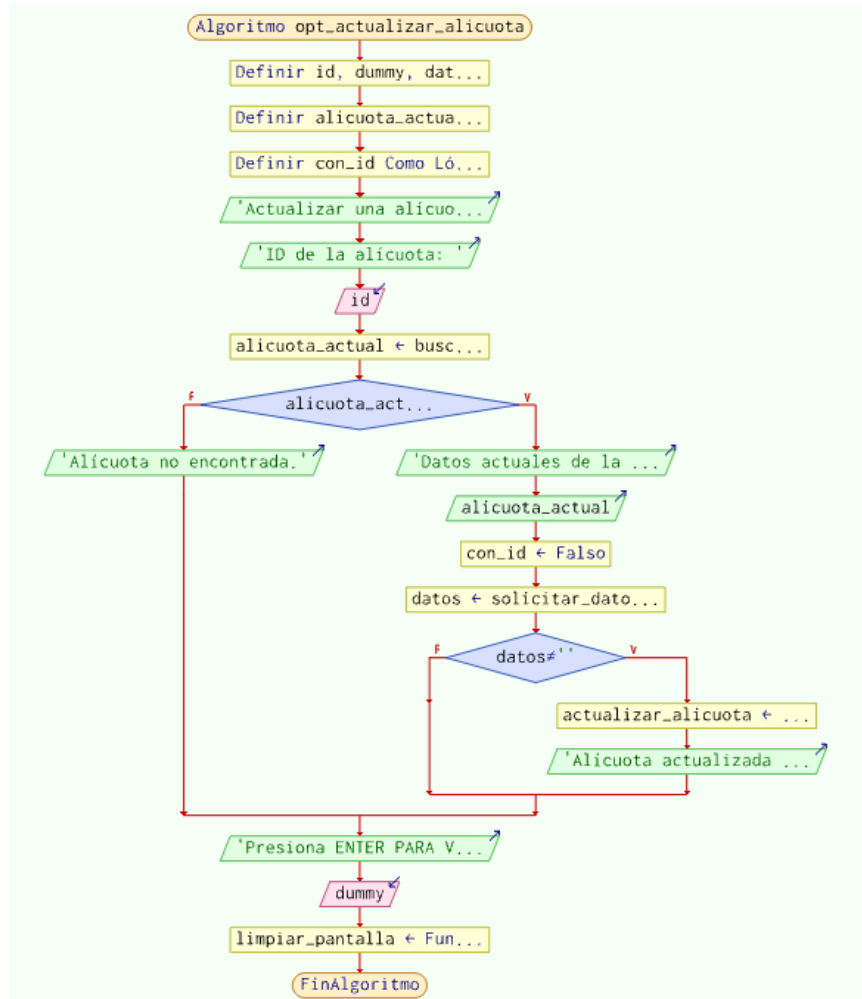 Algoritmo opt_actualizar_alicuota
Definir id, dummy, dat...
Definir alicuota_actua...
Definir con_id Como Ló...
'Actualizar una alícuo...
'ID de la alícuota: '
id
alicuota_actual ← busc...
alicuota_act...
F
V
'Alícuota no encontrada.'
'Datos actuales de la ...
alicuota_actual
con_id ← Falso
datos ← solicitar_dato...
datos≠''
F
V
actualizar_alicuota ← ...
'Alícuota actualizada ...
'Presiona ENTER PARA V...
dummy
limpiar_pantalla ← Fun...
FinAlgoritmo